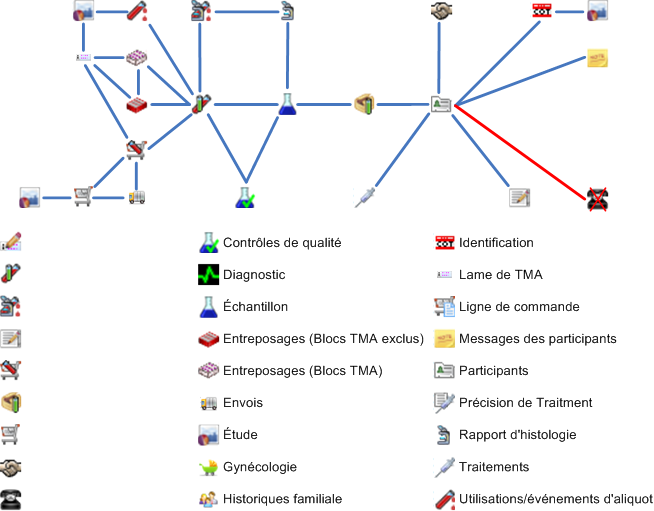 Contrôles de qualité
Identification
Diagnostic
Lame de TMA
Échantillon
Ligne de commande
Entreposages (Blocs TMA exclus)
Messages des participants
Entreposages (Blocs TMA)
Participants
Envois
Précision de Traitment
Étude
Rapport d'histologie
Gynécologie
Traitements
Historiques familiale
Utilisations/événements d'aliquot